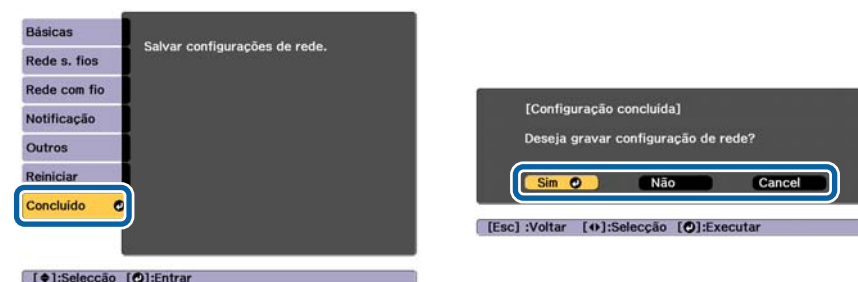 Básicas
Rede s. fios
Rede com fio
Notificação
Outros
Reiniciar
Concluído
Salvar configurações de rede.
[◆]:Selecção [↵]:Entrar
[Configuração concluída]
Deseja gravar configuração de rede?
Sim Não Cancel
[Esc] :Voltar [◂▸]:Selecção [↵]:Executar